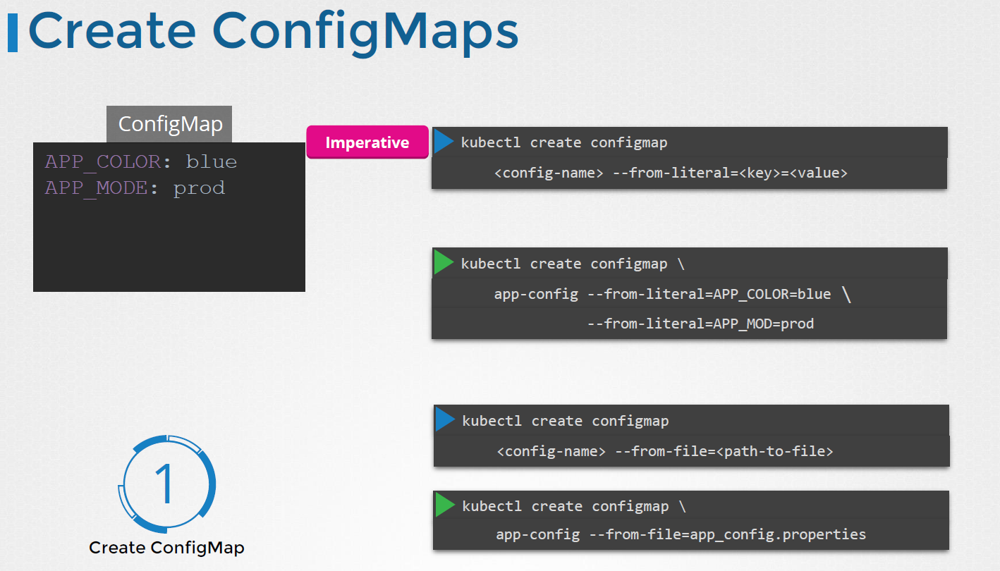 Create ConfigMaps
ConfigMap
APP_COLOR: blue
APP_MODE: prod
Imperative
kubectl create configmap
<config-name> --from-literal=<key>=<value>
kubectl create configmap \
app-config --from-literal=APP_COLOR=blue \
--from-literal=APP_MOD=prod
kubectl create configmap
<config-name> --from-file=<path-to-file>
kubectl create configmap \
app-config --from-file=app_config.properties
1
Create ConfigMap